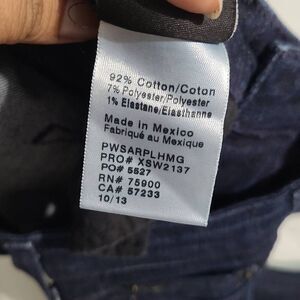 92% Cotton/Coton
7% Polyester/Polyester
1% Elastane/Elasthanne
Made in Mexico
Fabriqué au Mexique
PWSARPLHMG
PRO# XSW2137
PO# 5527
RN# 75900
CA# 57233
10/13